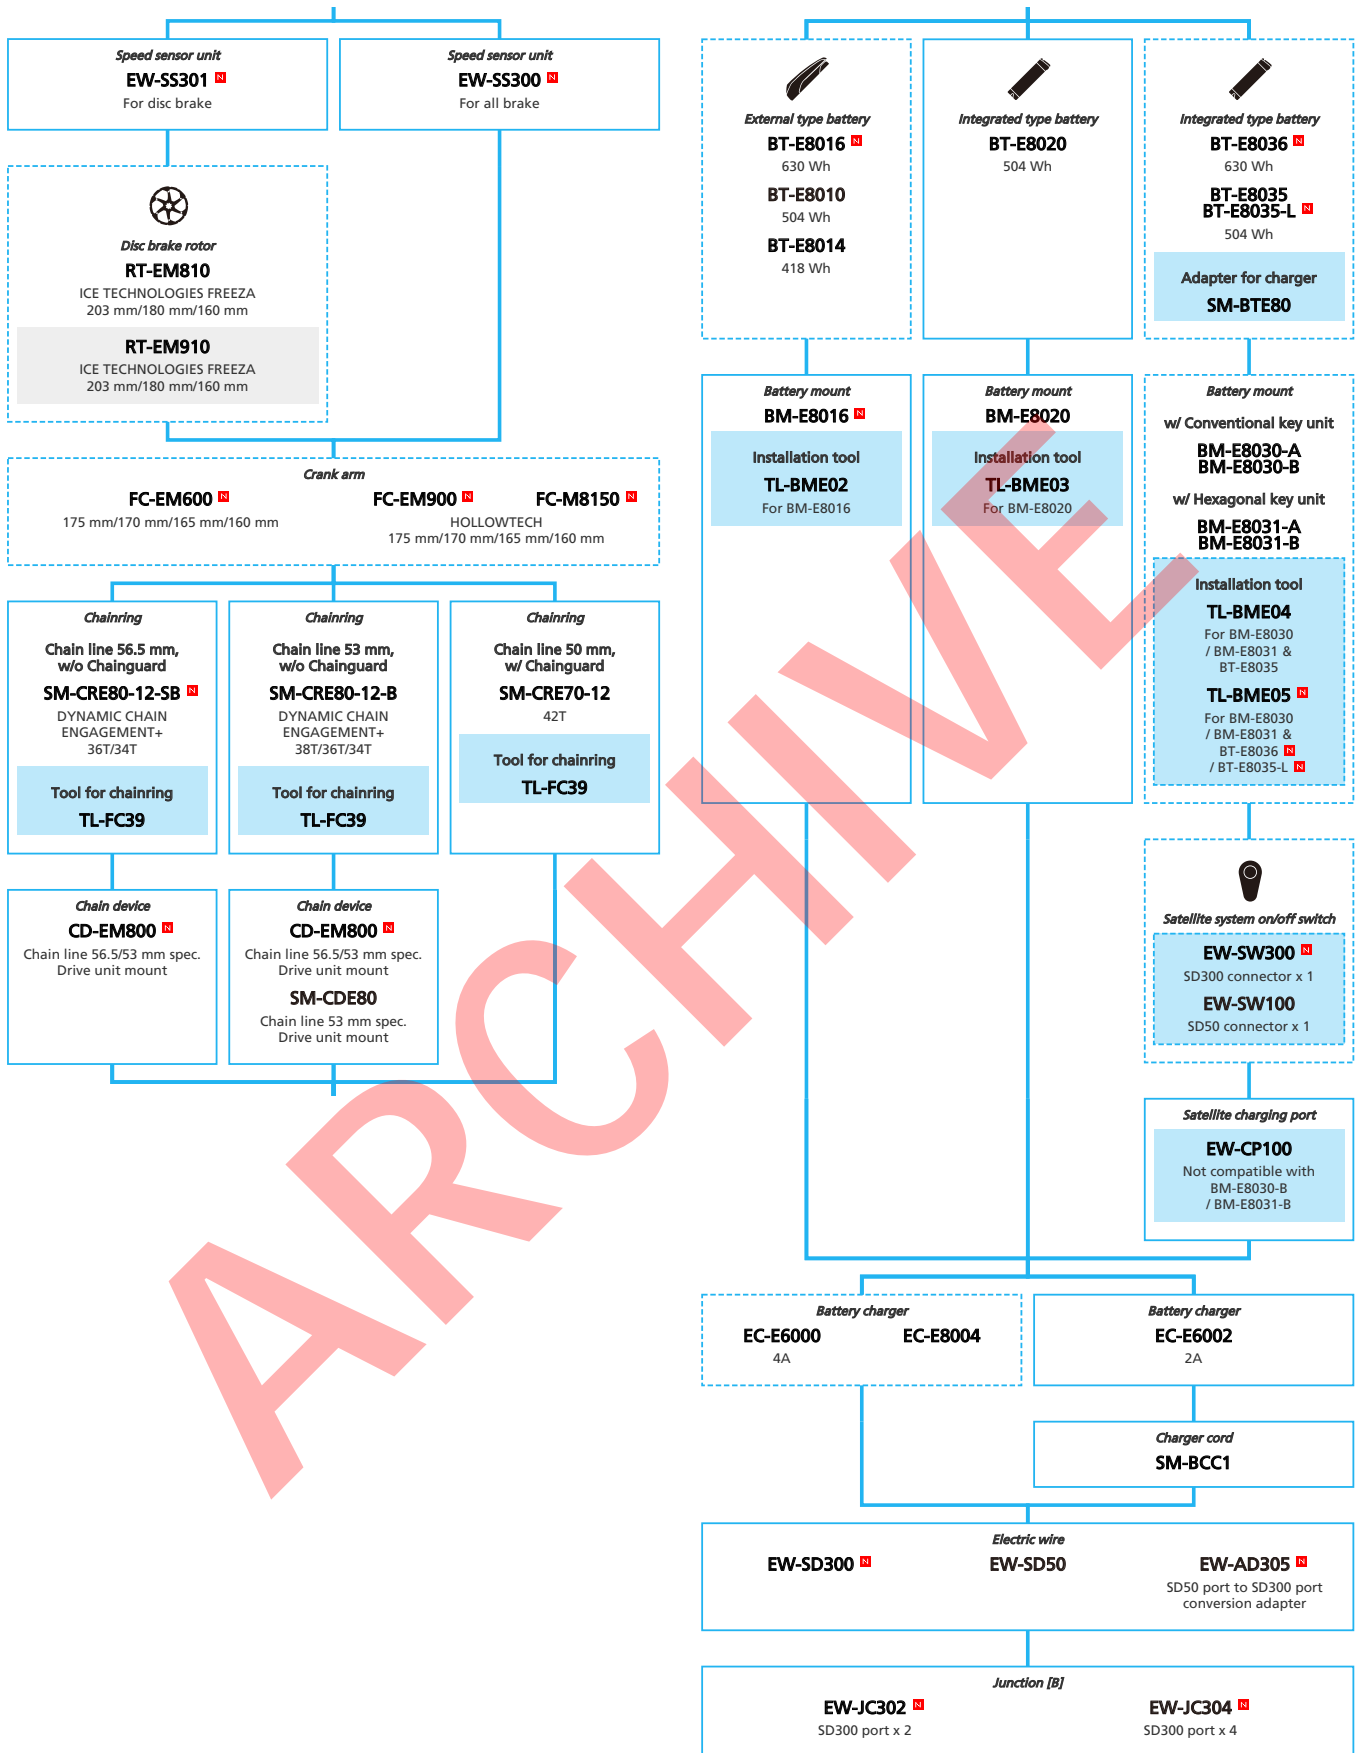 Speed sensor unit
EW-SS301 N
For disc brake
Speed sensor unit
EW-SS300 N
For all brake
Disc brake rotor
RT-EM810
ICE TECHNOLOGIES FREEZA
203 mm/180 mm/160 mm
RT-EM910
ICE TECHNOLOGIES FREEZA
203 mm/180 mm/160 mm
Crank arm
FC-EM600 N
175 mm/170 mm/165 mm/160 mm
FC-EM900 N FC-M8150 N
HOLLOWTECH
175 mm/170 mm/165 mm/160 mm
Chainring
Chain line 56.5 mm,
w/o Chainguard
SM-CRE80-12-SB N
DYNAMIC CHAIN
ENGAGEMENT+
36T/34T
Tool for chainring
TL-FC39
Chainring
Chain line 53 mm,
w/o Chainguard
SM-CRE80-12-B
DYNAMIC CHAIN
ENGAGEMENT+
38T/36T/34T
Tool for chainring
TL-FC39
Chainring
Chain line 50 mm,
w/ Chainguard
SM-CRE70-12
42T
Tool for chainring
TL-FC39
Chain device
CD-EM800 N
Chain line 56.5/53 mm spec.
Drive unit mount
Chain device
CD-EM800 N
Chain line 56.5/53 mm spec.
Drive unit mount
SM-CDE80
Chain line 53 mm spec.
Drive unit mount
External type battery
BT-E8016 N
630 Wh
BT-E8010
504 Wh
BT-E8014
418 Wh
Integrated type battery
BT-E8020
504 Wh
Integrated type battery
BT-E8036 N
630 Wh
BT-E8035
BT-E8035-L N
504 Wh
Adapter for charger
SM-BTE80
Battery mount
BM-E8016 N
Installation tool
TL-BME02
For BM-E8016
Battery mount
BM-E8020
Installation tool
TL-BME03
For BM-E8020
Battery mount
w/ Conventional key unit
BM-E8030-A
BM-E8030-B
w/ Hexagonal key unit
BM-E8031-A
BM-E8031-B
Installation tool
TL-BME04
For BM-E8030
/ BM-E8031 &
BT-E8035
TL-BME05 N
For BM-E8030
/ BM-E8031 &
BT-E8036 N
/ BT-E8035-L N
Satellite system on/off switch
EW-SW300 N
SD300 connector x 1
EW-SW100
SD50 connector x 1
Satellite charging port
EW-CP100
Not compatible with
BM-E8030-B
/ BM-E8031-B
Battery charger
EC-E6000 EC-E8004
4A
Battery charger
EC-E6002
2A
Charger cord
SM-BCC1
Electric wire
EW-SD300 N EW-SD50 EW-AD305 N
SD50 port to SD300 port
conversion adapter
Junction [B]
EW-JC302 N EW-JC304 N
SD300 port x 2 SD300 port x 4
ARCHIVE